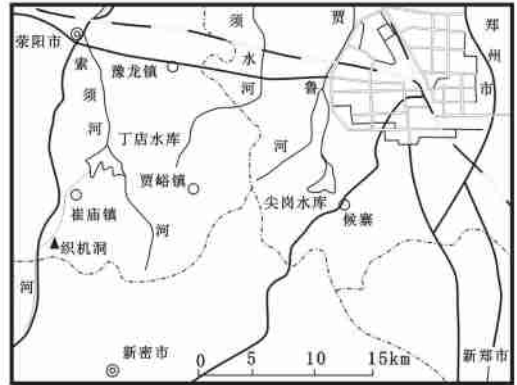 荥阳市
索须河
豫龙镇
须水河
贾鲁河
郑州市
丁店水库
贾峪镇
尖岗水库
崔庙镇
候寨
织机洞
河
河
新密市
新郑市
0 5 10 15km